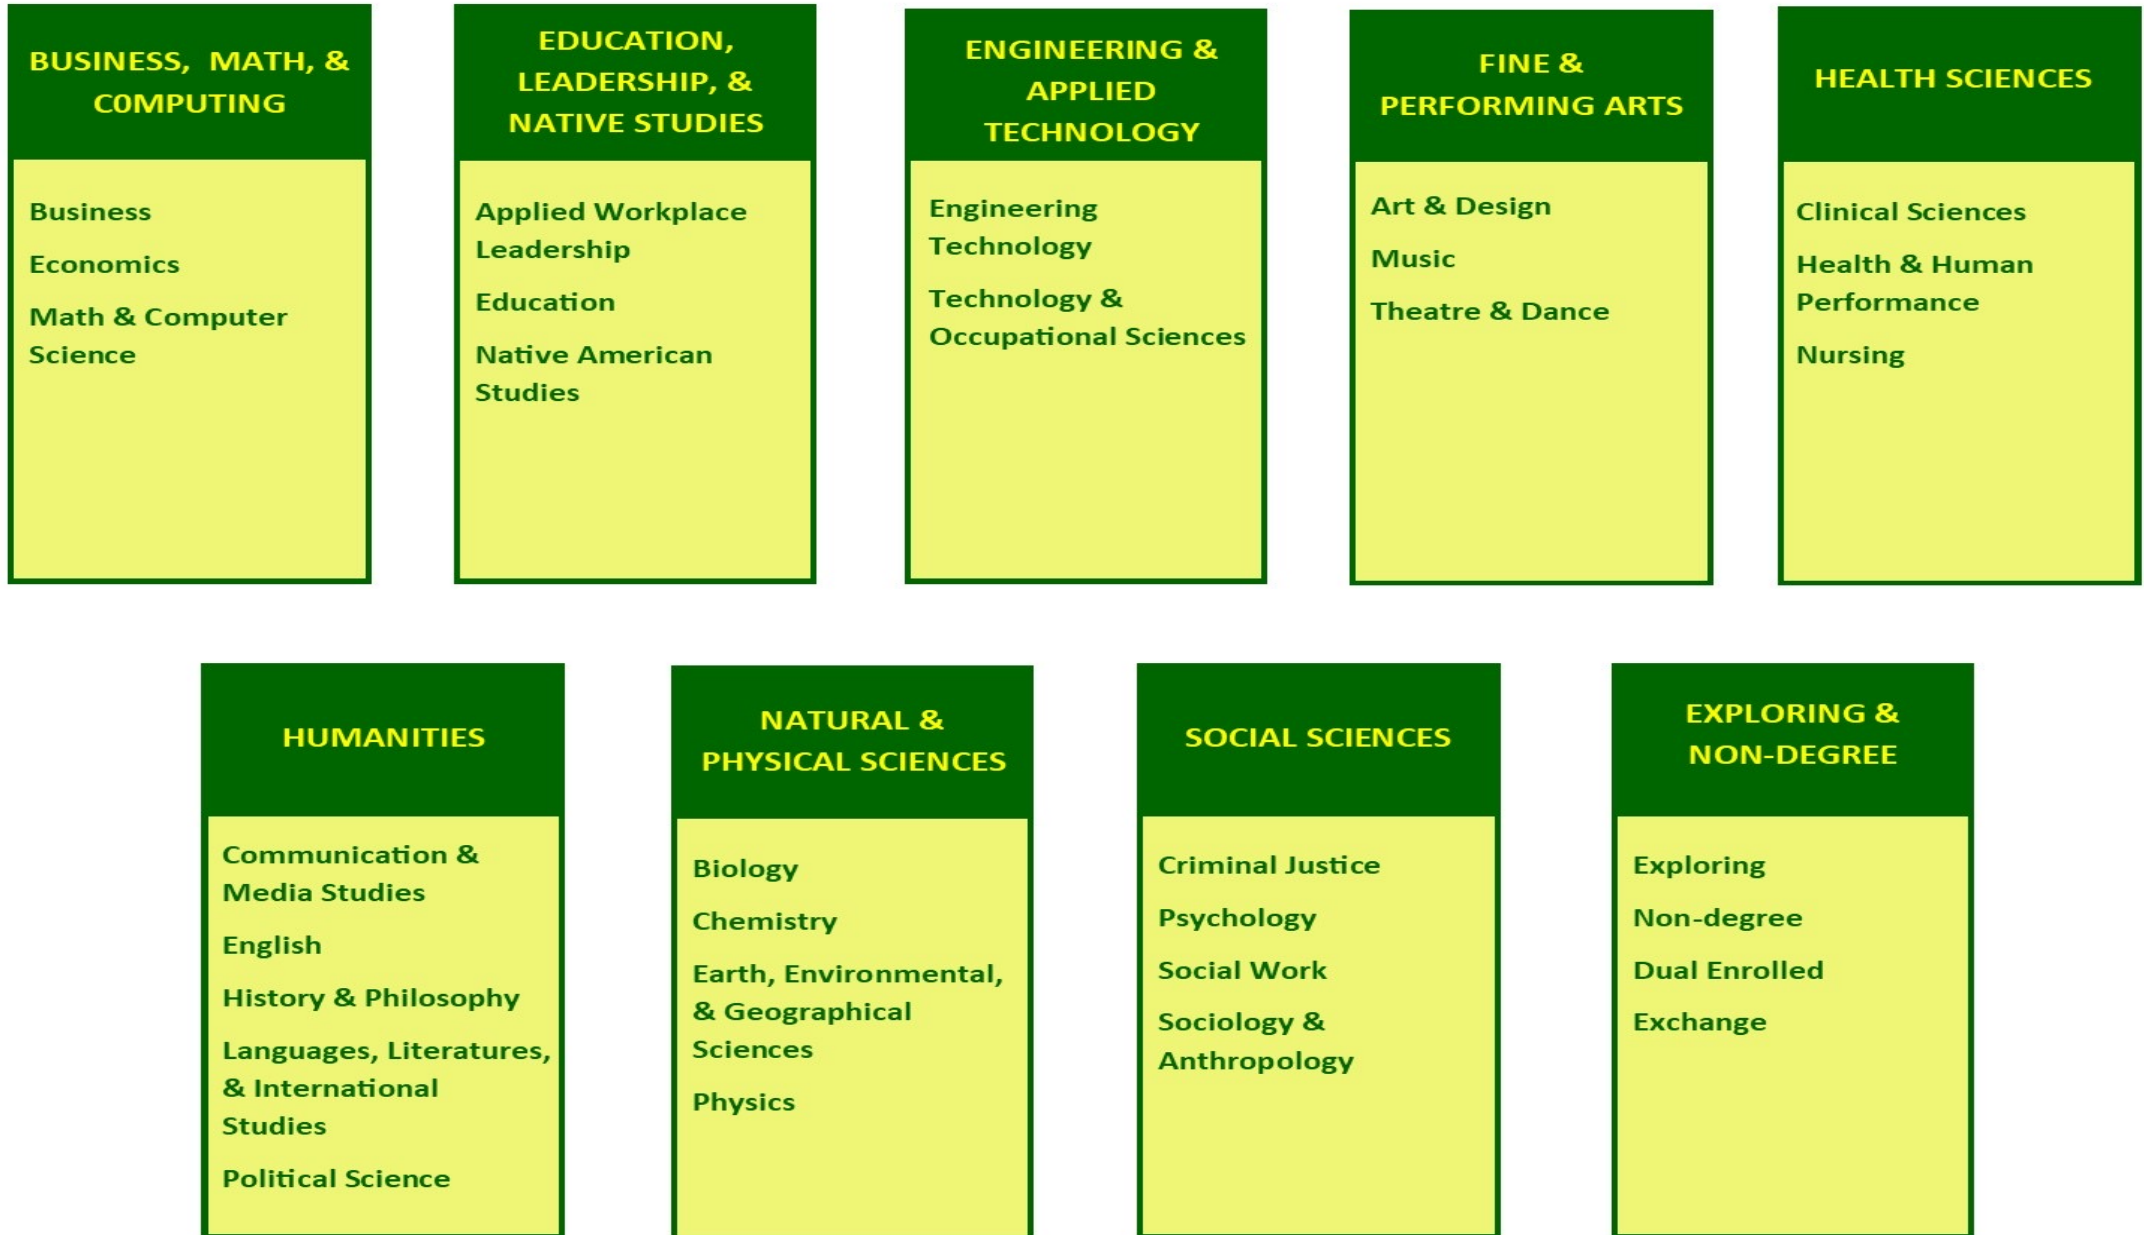 BUSINESS, MATH, &
C0MPUTING
Business
Economics
Math & Computer
Science
EDUCATION,
LEADERSHIP, &
NATIVE STUDIES
Applied Workplace
Leadership
Education
Native American
Studies
ENGINEERING &
APPLIED
TECHNOLOGY
Engineering
Technology
Technology &
Occupational Sciences
FINE &
PERFORMING ARTS
Art & Design
Music
Theatre & Dance
HEALTH SCIENCES
Clinical Sciences
Health & Human
Performance
Nursing
HUMANITIES
Communication &
Media Studies
English
History & Philosophy
Languages, Literatures,
& International
Studies
Political Science
NATURAL &
PHYSICAL SCIENCES
Biology
Chemistry
Earth, Environmental,
& Geographical
Sciences
Physics
SOCIAL SCIENCES
Criminal Justice
Psychology
Social Work
Sociology &
Anthropology
EXPLORING &
NON-DEGREE
Exploring
Non-degree
Dual Enrolled
Exchange